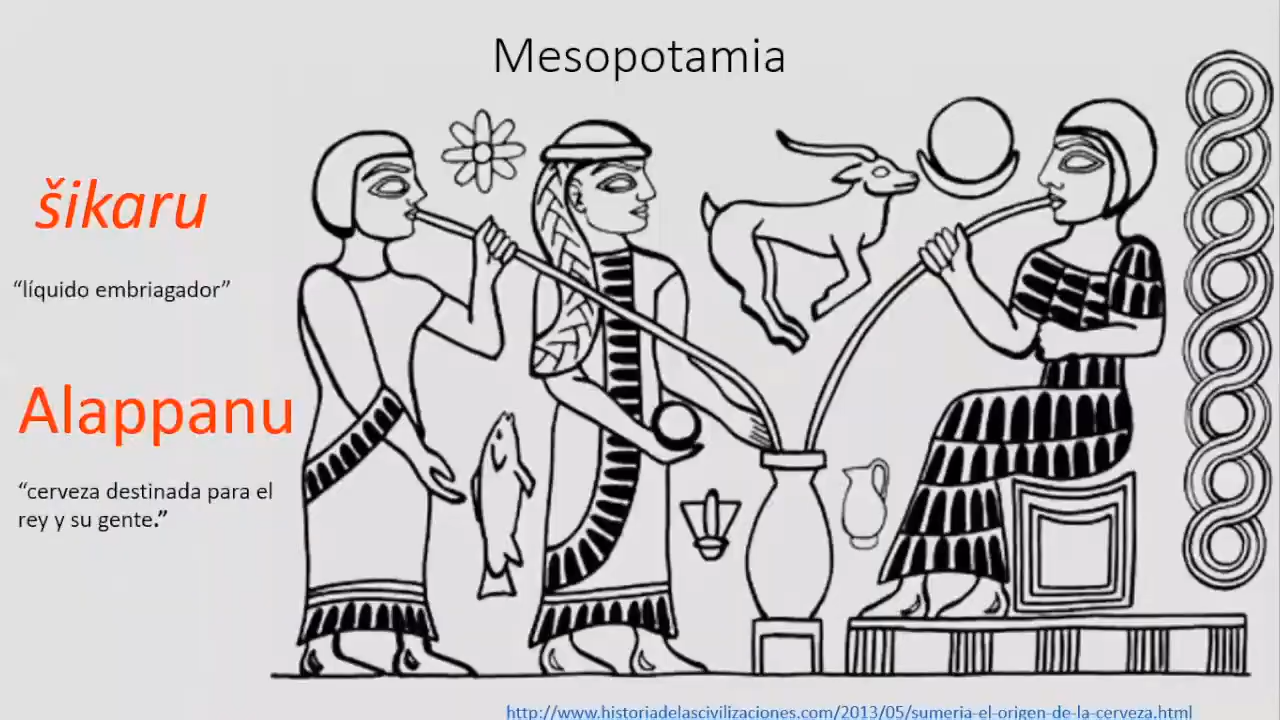 Mesopotamia
šikaru
“líquido embriagador”
Alappanu
“cerveza destinada para el
rey y su gente.”
http://www.historiadelascivilizaciones.com/2013/05/sumeria-el-origen-de-la-cerveza.html